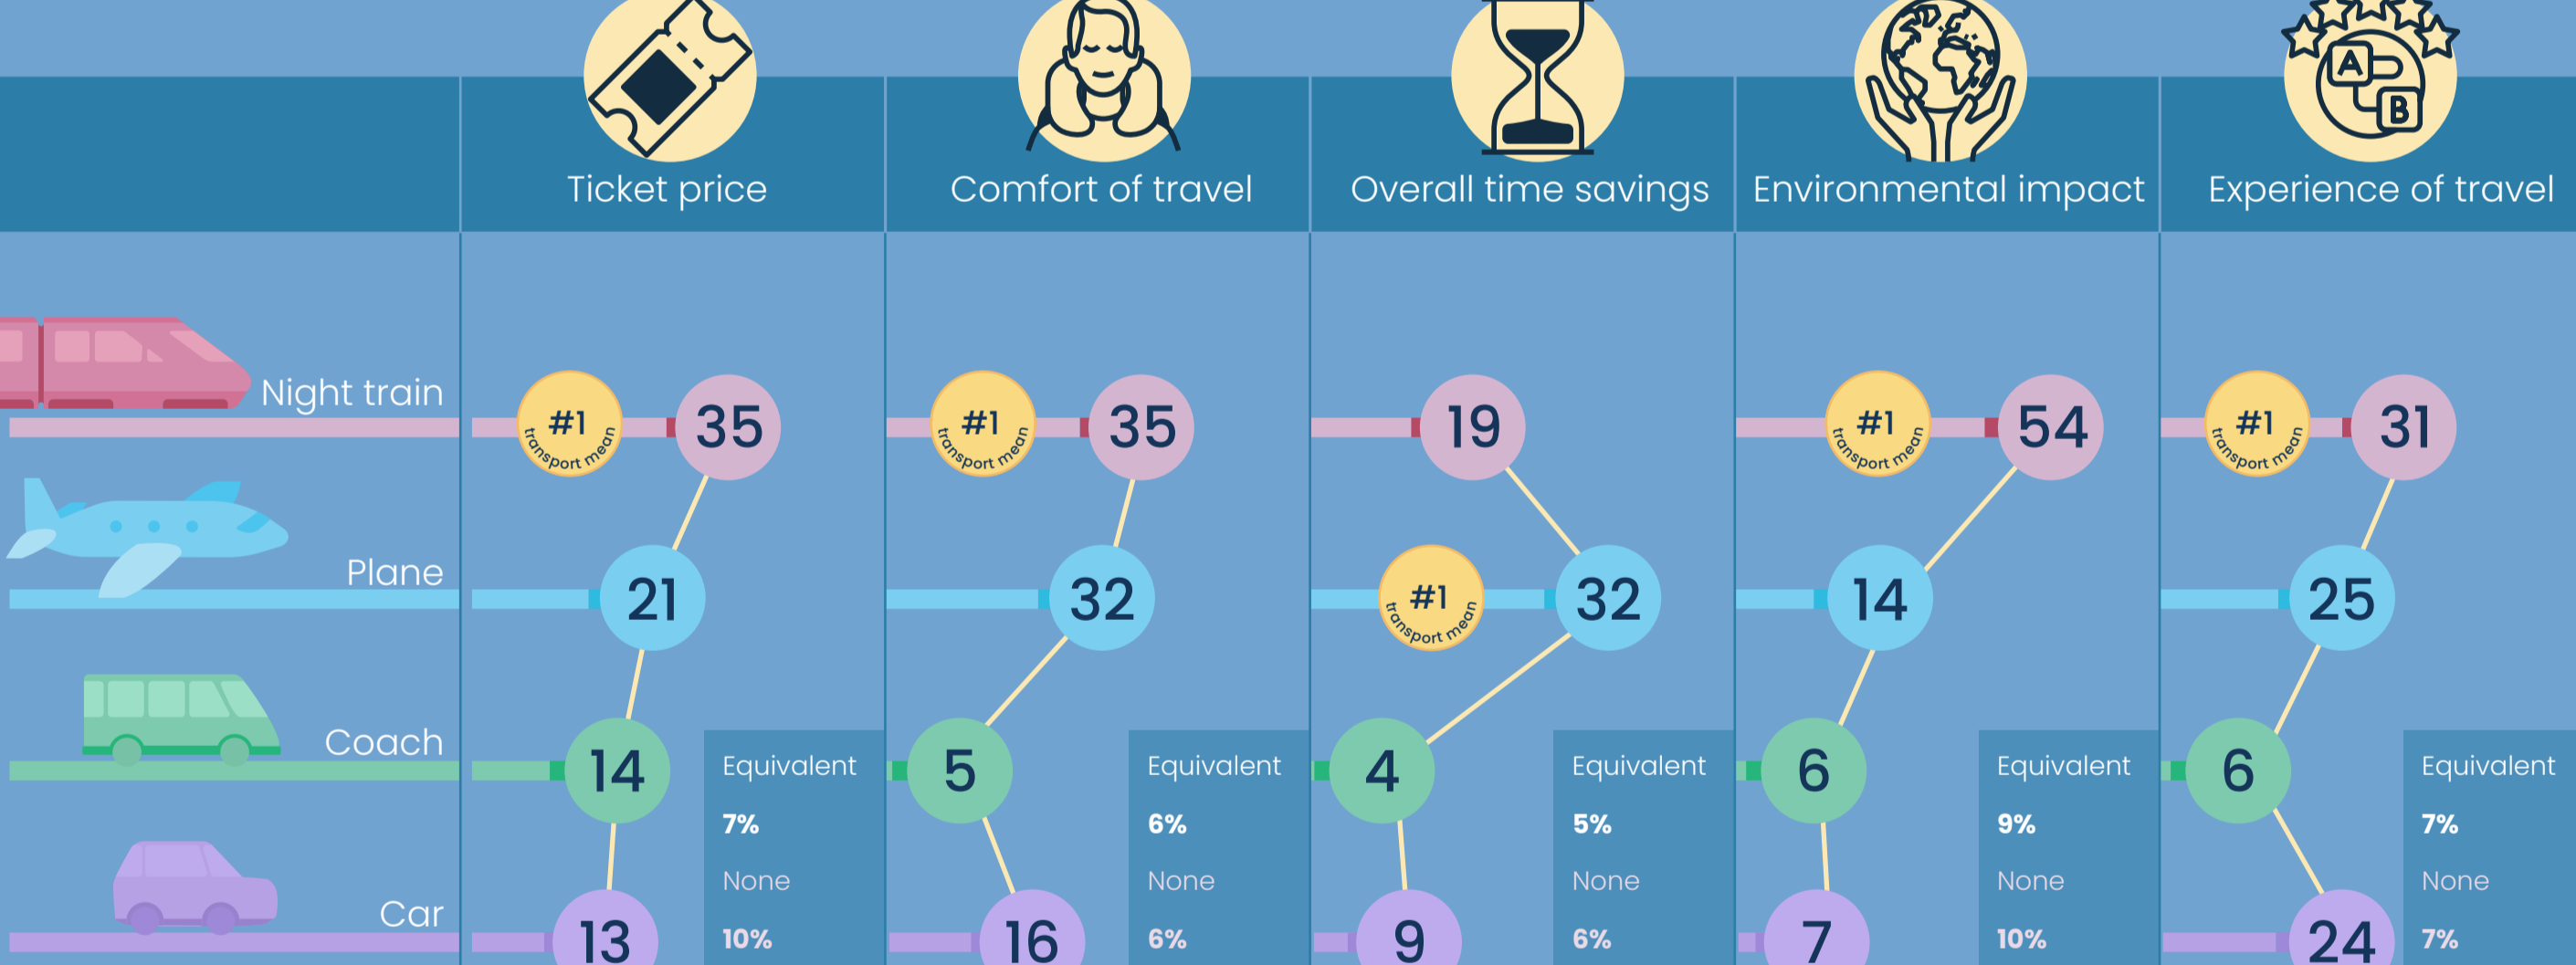 A
B
Ticket price
Comfort of travel
Overall time savings
Environmental impact
Experience of travel
Night train
#1
transport mean
35
#1
transport mean
35
19
#1
transport mean
54
#1
transport mean
31
Plane
21
32
#1
transport mean
32
14
25
Coach
14
Equivalent
7%
None
10%
5
Equivalent
6%
None
6%
4
Equivalent
5%
None
6%
6
Equivalent
9%
None
10%
6
Equivalent
7%
None
7%
Car
13
16
9
7
24